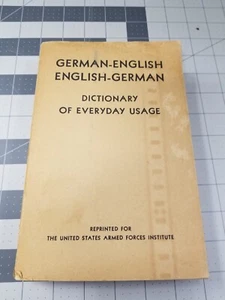 GERMAN-ENGLISH
ENGLISH-GERMAN
DICTIONARY
OF EVERYDAY USAGE
REPRINTED FOR
THE UNITED STATES ARMED FORCES INSTITUTE